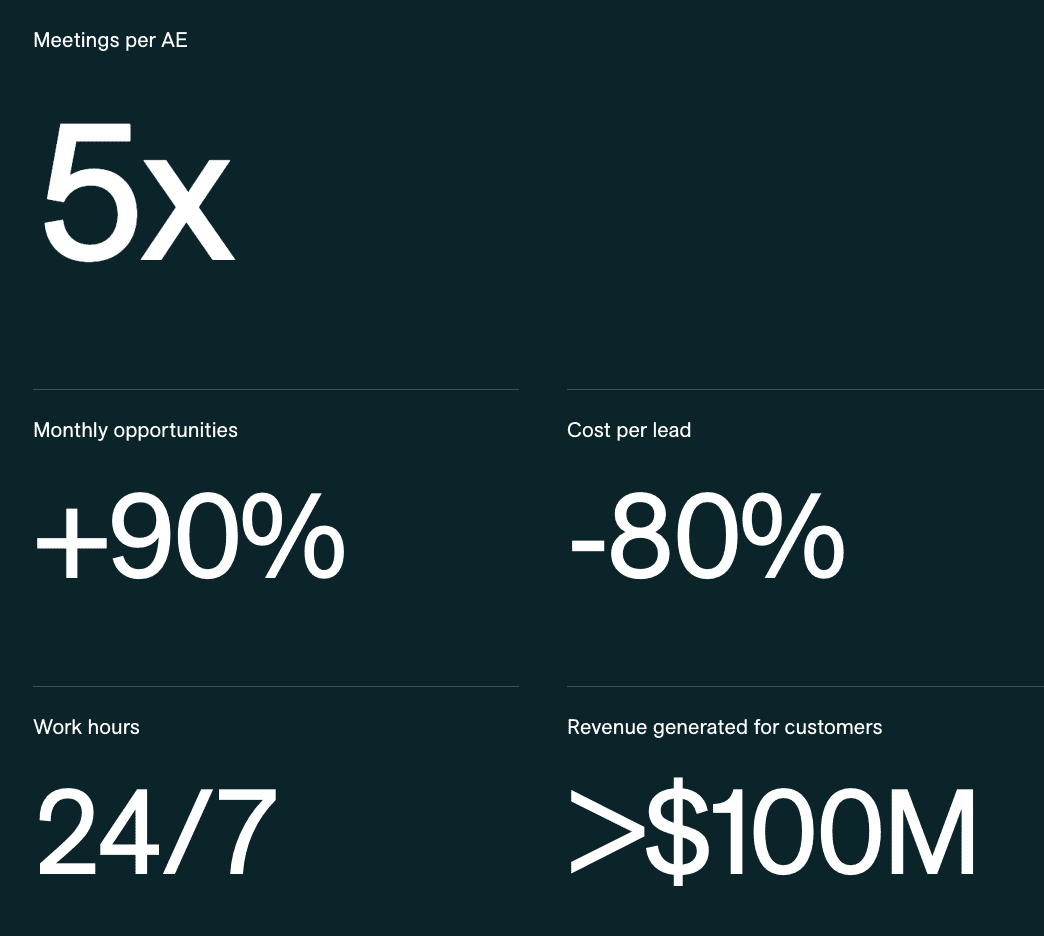 Meetings per AE
5x
Monthly opportunities
+90%
Cost per lead
-80%
Work hours
24/7
Revenue generated for customers
>$100M